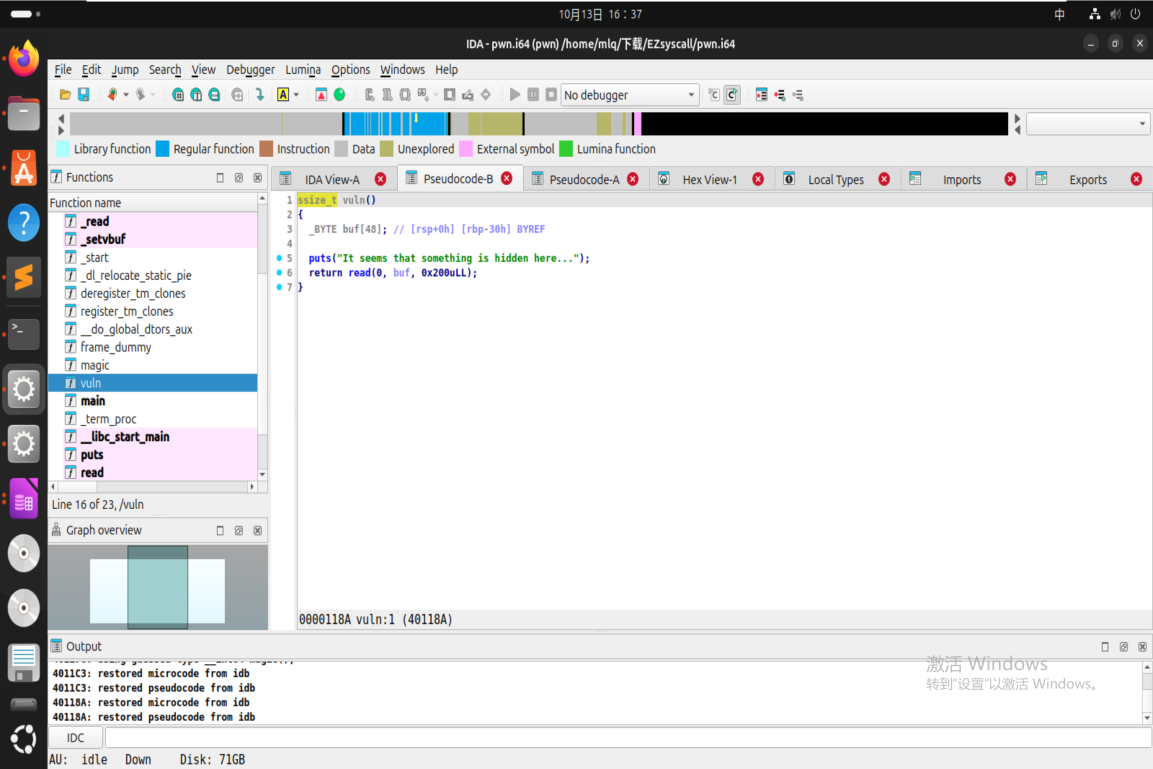 10月13日 16：37
中
IDA - pwn.i64 (pwn) /home/mlq/下载/EZsyscall/pwn.i64
File Edit Jump Search View Debugger Lumina Options Windows Help
No debugger
Library function Regular function Instruction Data Unexplored External symbol Lumina function
Functions
IDA View-A Pseudocode-B Pseudocode-A Hex View-1 Local Types Imports Exports
Function name
_read
_setvbuf
_start
_dl_relocate_static_pie
deregister_tm_clones
register_tm_clones
__do_global_dtors_aux
frame_dummy
magic
vuln
main
_term_proc
__libc_start_main
puts
read
Line 16 of 23, /vuln
Graph overview
1 ssize_t vuln()
2 {
3 _BYTE buf[48]; // [rsp+0h] [rbp-30h] BYREF
4
5 puts("It seems that something is hidden here...");
6 return read(0, buf, 0x200uLL);
7 }
0000118A vuln:1 (40118A)
Output
4011C3: restored microcode from idb
4011C3: restored pseudocode from idb
40118A: restored microcode from idb
40118A: restored pseudocode from idb
激活 Windows
转到"设置"以激活 Windows。
IDC
AU: idle Down Disk: 71GB